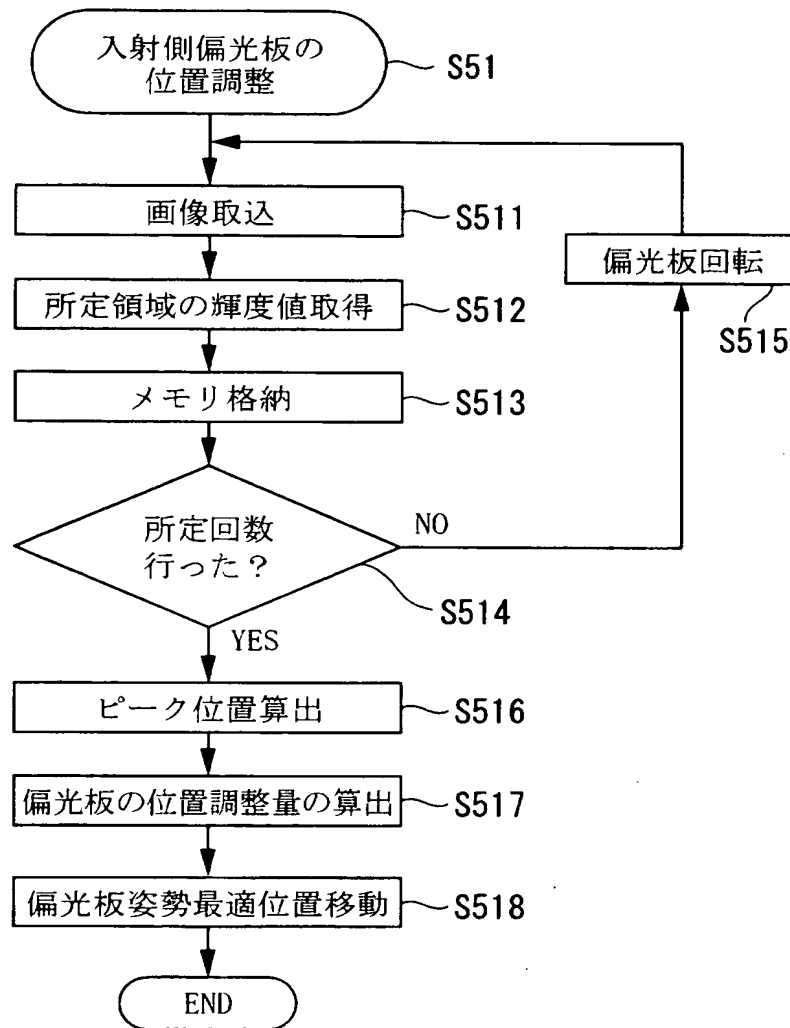 入射側偏光板の
位置調整
S51
画像取込
S511
偏光板回転
S515
所定領域の輝度値取得
S512
メモリ格納
S513
所定回数
行った？
NO
S514
YES
ピーク位置算出
S516
偏光板の位置調整量の算出
S517
偏光板姿勢最適位置移動
S518
END